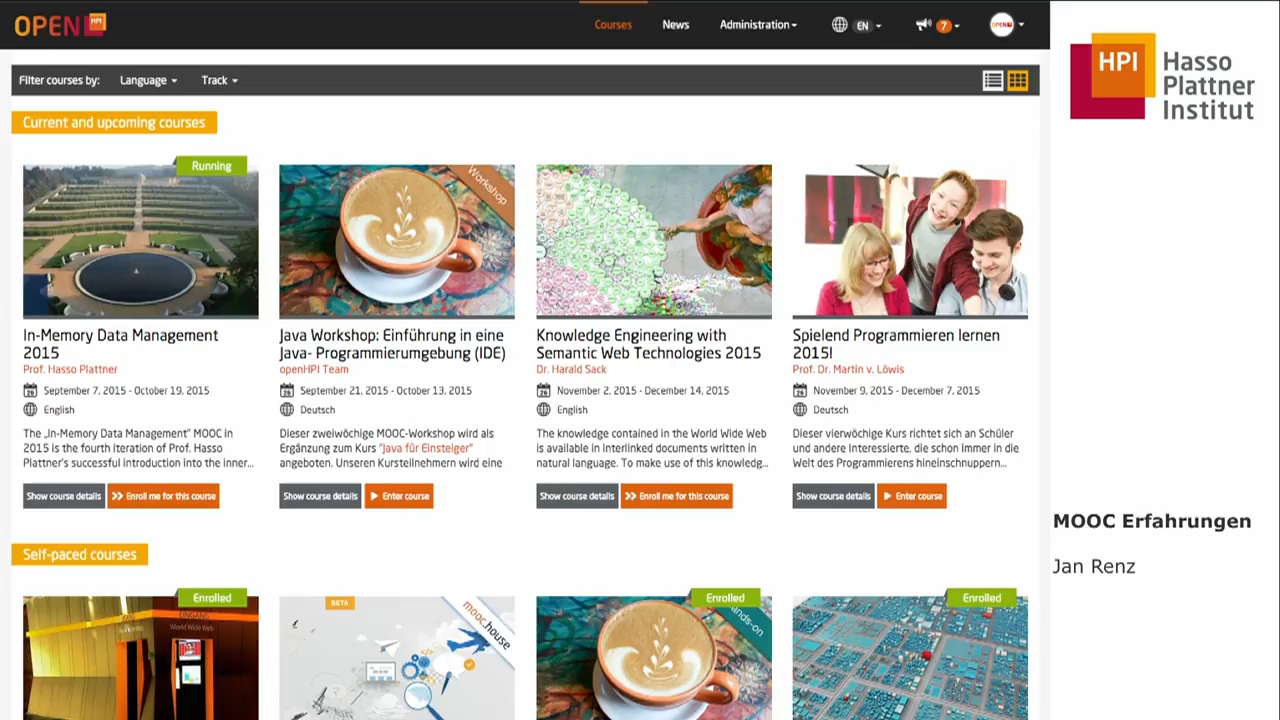 OPEN HPI
Courses
News
Administration
EN
7
Filter courses by:
Language
Track
HPI
Hasso
Plattner
Institut
Current and upcoming courses
Running
Workshop
In-Memory Data Management
2015
Prof. Hasso Plattner
September 7, 2015 - October 19, 2015
English
The „In-Memory Data Management" MOOC in
2015 is the fourth iteration of Prof. Hasso
Plattner's successful introduction into the inner...
Show course details
Enroll me for this course
Java Workshop: Einführung in eine
Java- Programmierumgebung (IDE)
openHPI Team
September 21, 2015 - October 13, 2015
Deutsch
Dieser zweiwöchige MOOC-Workshop wird als
Ergänzung zum Kurs "Java für Einsteiger"
angeboten. Unseren Kursteilnehmern wird eine
Show course details
Enter course
Knowledge Engineering with
Semantic Web Technologies 2015
Dr. Harald Sack
November 2, 2015 - December 14, 2015
English
The knowledge contained in the World Wide Web
is available in interlinked documents written in
natural language. To make use of this knowledg...
Show course details
Enroll me for this course
Spielend Programmieren lernen
2015!
Prof. Dr. Martin v. Löwis
November 9, 2015 - December 7, 2015
Deutsch
Dieser vierwöchige Kurs richtet sich an Schüler
und andere Interessierte, die schon immer in die
Welt des Programmierens hineinschnuppern...
Show course details
Enter course
MOOC Erfahrungen
Jan Renz
Self-paced courses
Enrolled
EINGANG
World Wide Web
BETA
mooc.house
Enrolled
Enrolled